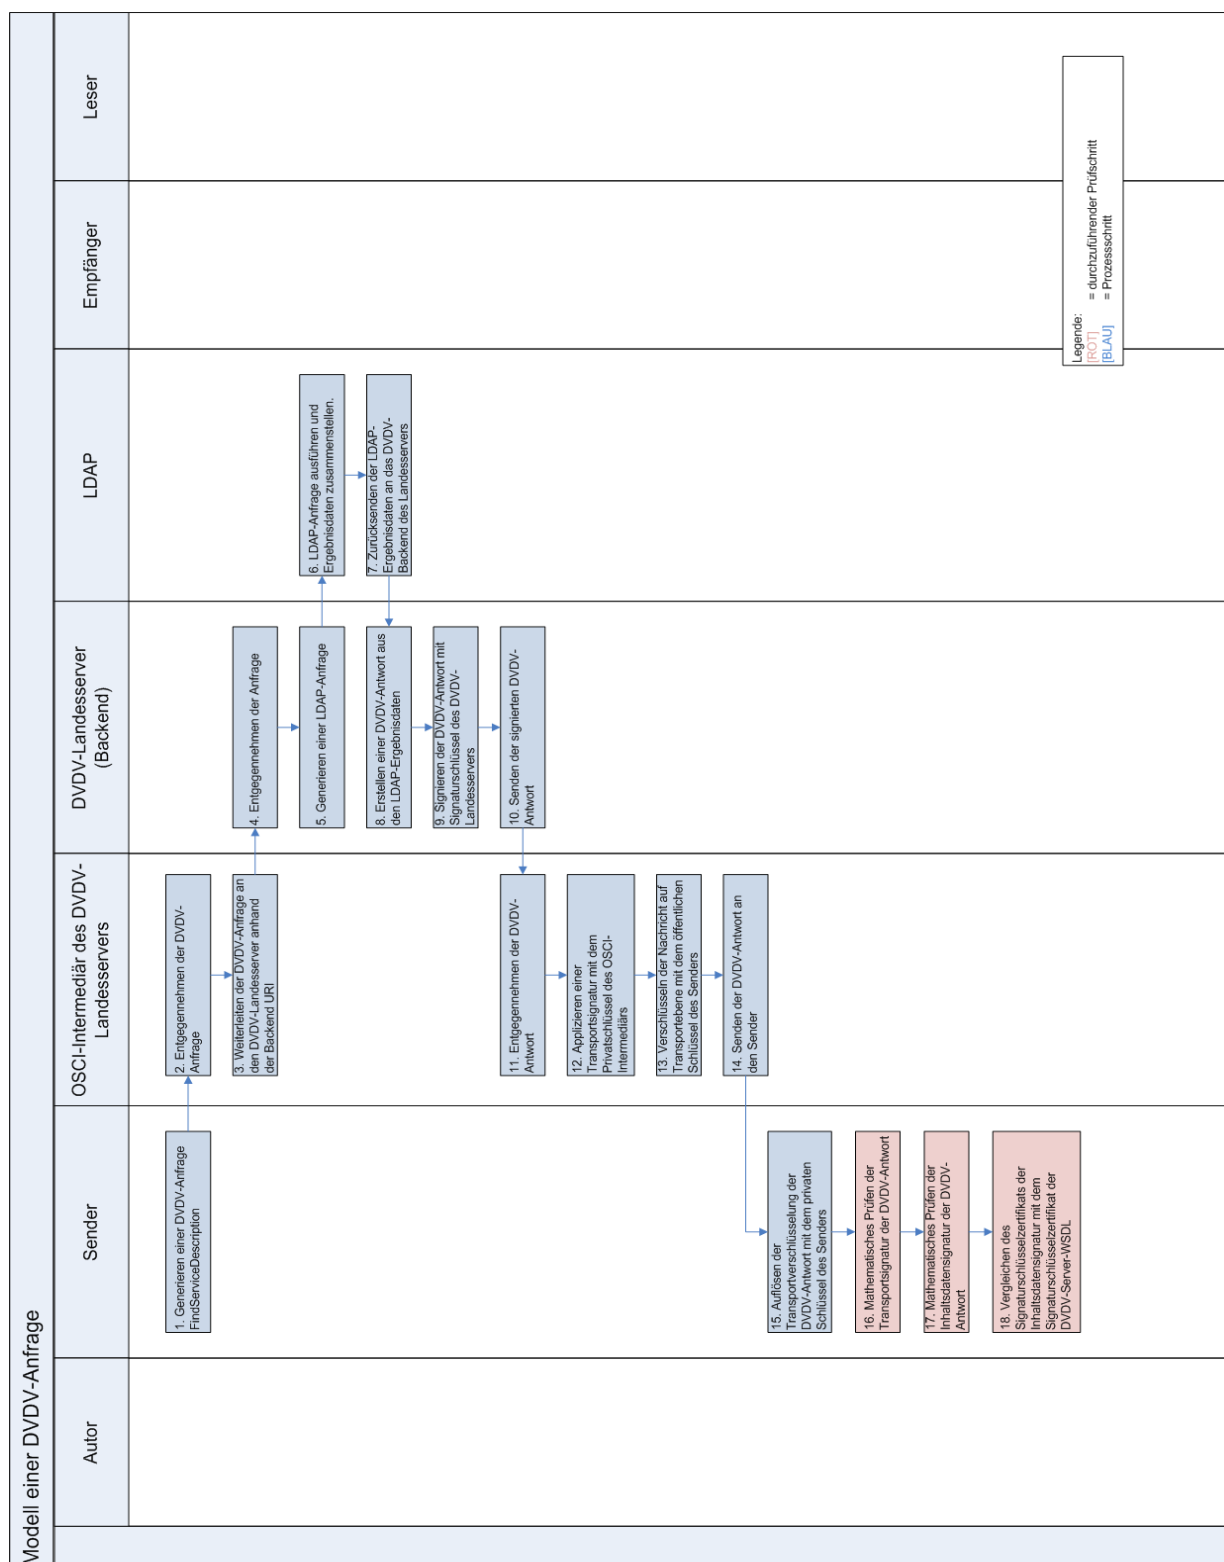 Modell einer DVDV-Anfrage
Autor
Sender
OSCI-Intermediär des DVDV-
Landesservers
DVDV-Landesserver
(Backend)
LDAP
Empfänger
Leser
1. Generieren einer DVDV-Anfrage
FindServiceDescription
2. Entgegennehmen der DVDV-
Anfrage
3. Weiterleiten der DVDV-Anfrage an
den DVDV-Landesserver anhand
der Backend URI
4. Entgegennehmen der Anfrage
5. Generieren einer LDAP-Anfrage
6. LDAP-Anfrage ausführen und
Ergebnisdaten zusammenstellen.
7. Zurücksenden der LDAP-
Ergebnisdaten an das DVDV-
Backend des Landesservers
8. Erstellen einer DVDV-Antwort aus
den LDAP-Ergebnisdaten
9. Signieren der DVDV-Antwort mit
Signaturschlüssel des DVDV-
Landesservers
10. Senden der signierten DVDV-
Antwort
11. Entgegennehmen der DVDV-
Antwort
12. Applizieren einer
Transportsignatur mit dem
Privatschlüssel des OSCI-
Intermediärs
13. Verschlüsseln der Nachricht auf
Transportebene mit dem öffentlichen
Schlüssel des Senders
14. Senden der DVDV-Antwort an
den Sender
15. Auflösen der
Transportverschlüsselung der
DVDV-Antwort mit dem privaten
Schlüssel des Senders
16. Mathematisches Prüfen der
Transportsignatur der DVDV-Antwort
17. Mathematisches Prüfen der
Inhaltsdatensignatur der DVDV-
Antwort
18. Vergleichen des
Signaturschlüsselzertifikats der
Inhaltsdatensignatur mit dem
Signaturschlüsselzertifikat der
DVDV-Server-WSDL
Legende:
[ROT] = durchzuführender Prüfschritt
[BLAU] = Prozessschritt